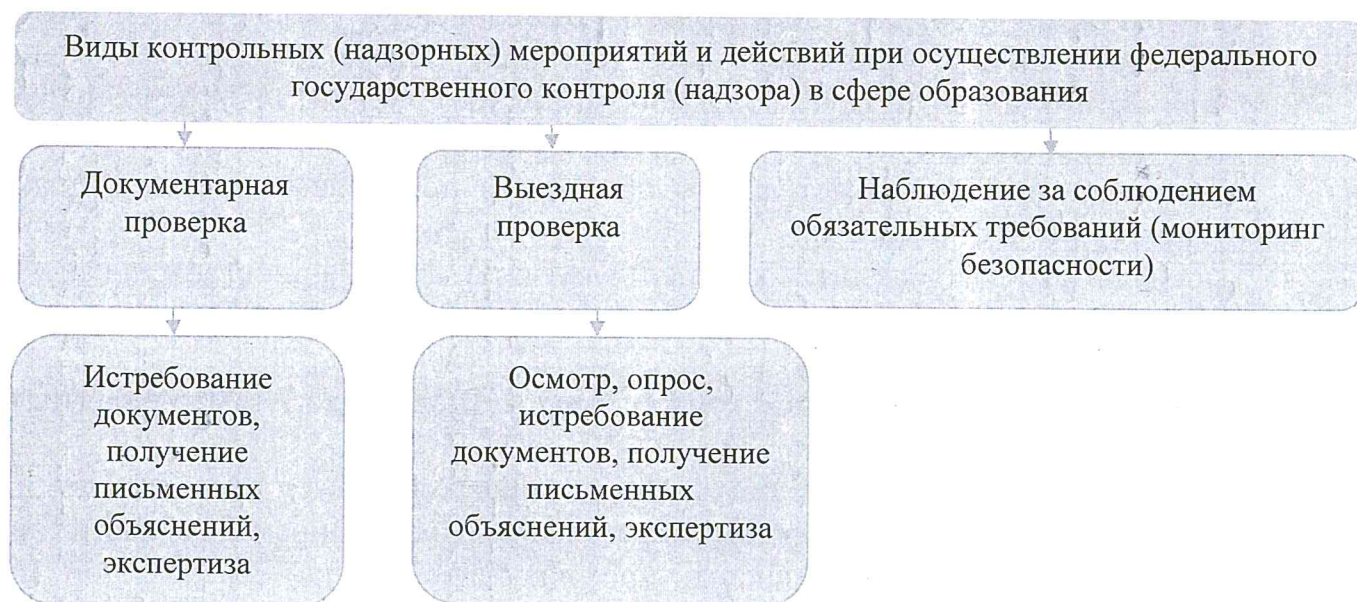 Виды контрольных (надзорных) мероприятий и действий при осуществлении федерального
государственного контроля (надзора) в сфере образования
Документарная
проверка
Выездная
проверка
Наблюдение за соблюдением
обязательных требований (мониторинг
безопасности)
Истребование
документов,
получение
письменных
объяснений,
экспертиза
Осмотр, опрос,
истребование
документов, получение
письменных
объяснений, экспертиза